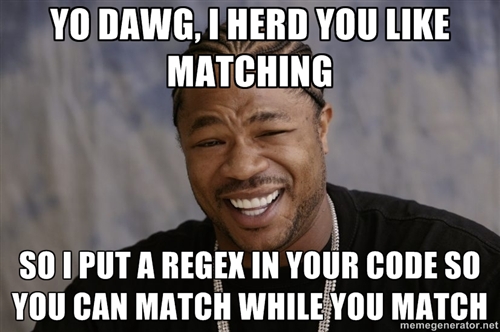 YO DAWG, I HERD YOU LIKE
MATCHING
SO I PUT A REGEX IN YOUR CODE SO
YOU CAN MATCH WHILE YOU MATCH
memegenerator.net